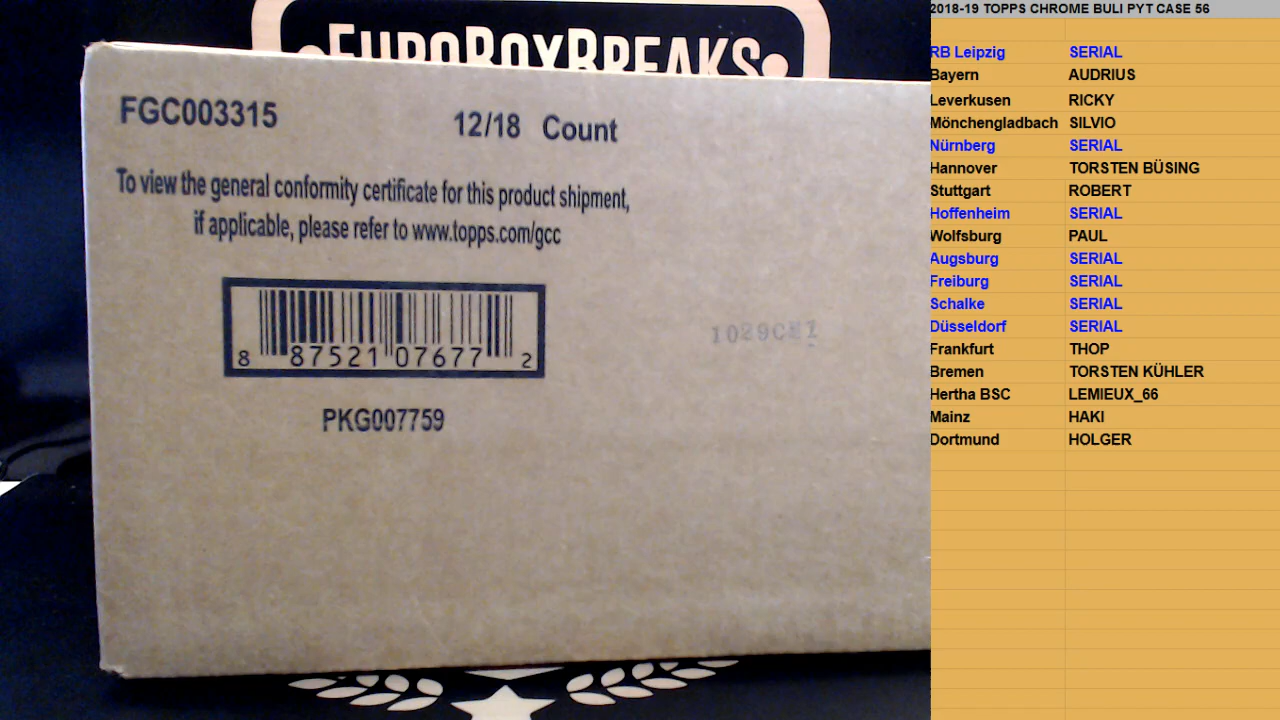 EUROBOXBREAKS
FGC003315
12/18 Count
To view the general conformity certificate for this product shipment,
if applicable, please refer to www.topps.com/gcc
8 87521 07677 2
PKG007759
1029CE1
2018-19 TOPPS CHROME BULI PYT CASE 56
RB Leipzig SERIAL
Bayern AUDRIUS
Leverkusen RICKY
Mönchengladbach SILVIO
Nürnberg SERIAL
Hannover TORSTEN BÜSING
Stuttgart ROBERT
Hoffenheim SERIAL
Wolfsburg PAUL
Augsburg SERIAL
Freiburg SERIAL
Schalke SERIAL
Düsseldorf SERIAL
Frankfurt THOP
Bremen TORSTEN KÜHLER
Hertha BSC LEMIEUX_66
Mainz HAKI
Dortmund HOLGER